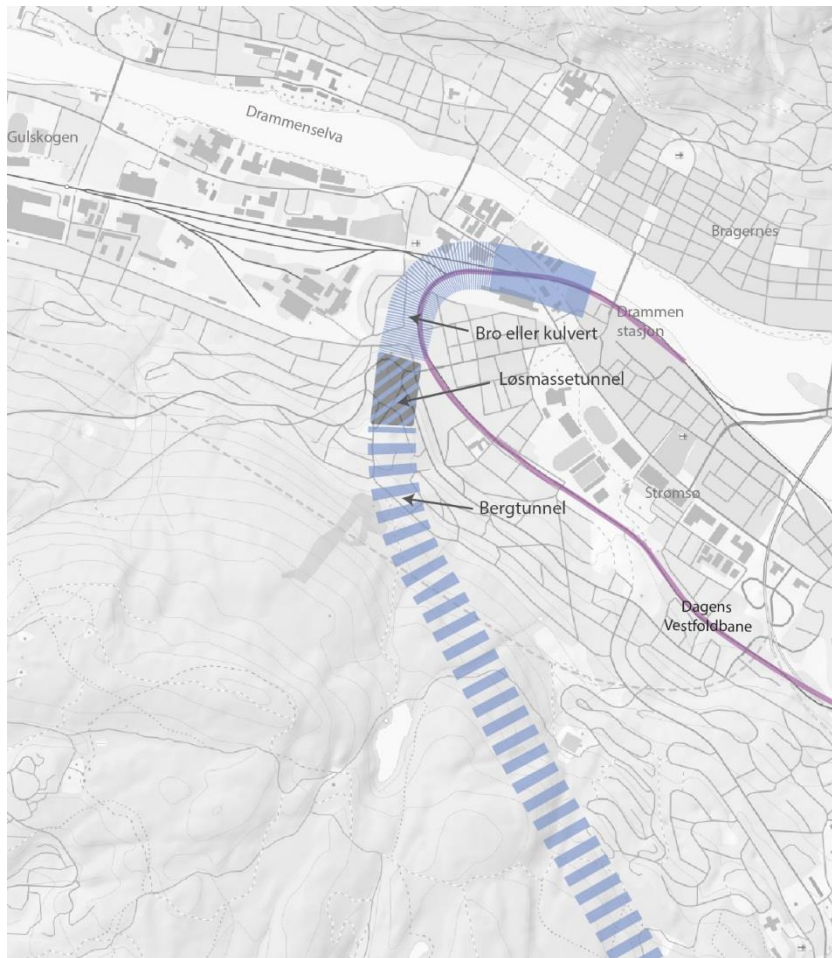 Drammenselva
Gulskogen
Bragernes
Drammen
stasjon
Bro eller kulvert
Løsmassetunnel
Bergtunnel
Strømsø
Dagens
Vestfoldbane